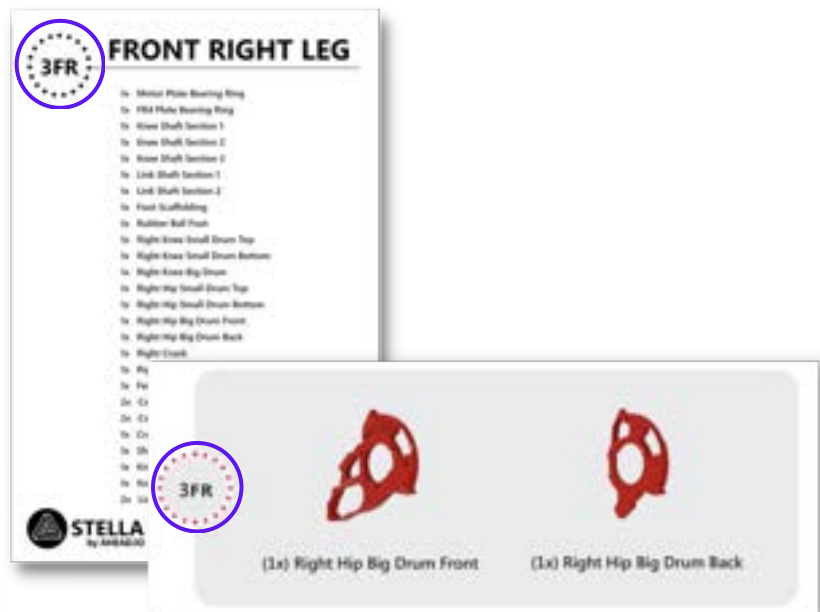 3FR
FRONT RIGHT LEG
1x Motor Plate Bearing Ring
Plate Bearing Ring
1x Knee Shaft Section 1
1x Knee Shaft Section 2
1x Knee Shaft Section 3
1x Link Shaft Section 1
1x Link Shaft Section 2
1x Foot Scaffolding
1x Rubber Ball Foot
1x Right Knee Small Drum Top
1x Right Knee Small Drum Bottom
1x Right Knee Big Drum
1x Right Hip Small Drum Top
1x Right Hip Small Drum Bottom
1x Right Hip Big Drum Front
1x Right Hip Big Drum Back
1x Right Crank
STELLA
3FR
(1x) Right Hip Big Drum Front
(1x) Right Hip Big Drum Back